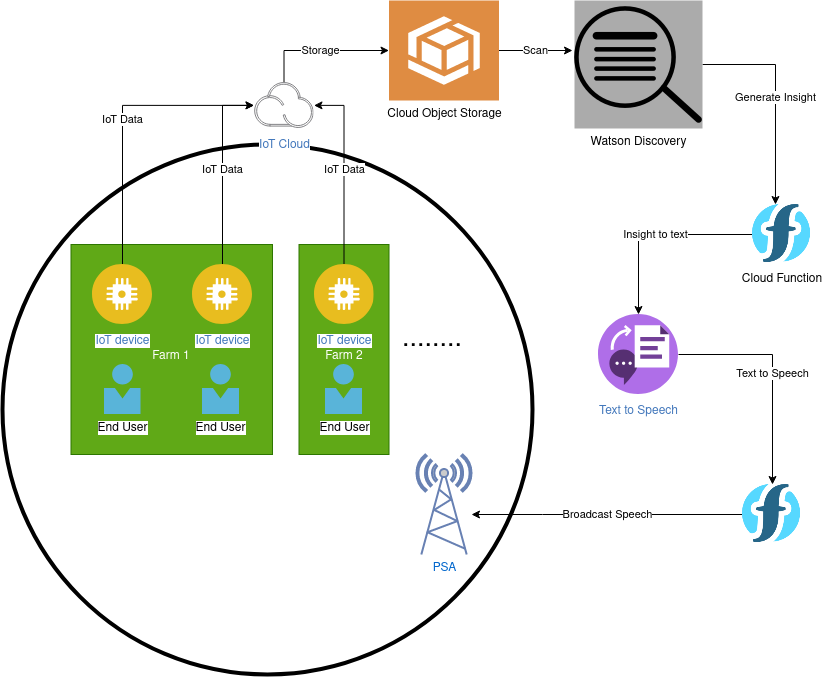 Storage
Scan
Cloud Object Storage
Watson Discovery
Generate Insight
IoT Data
IoT Cloud
IoT Data
IoT Data
Insight to text
Cloud Function
IoT device
IoT device
IoT device
Farm 1
Farm 2
........
Text to Speech
Text to Speech
End User
End User
End User
Broadcast Speech
PSA